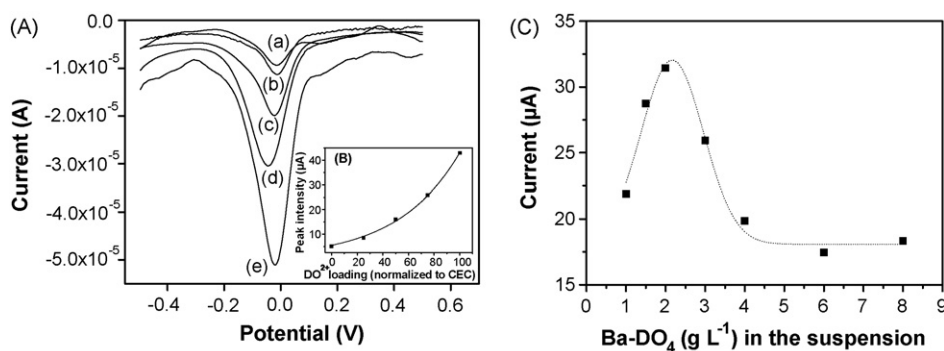 (A)
0.0
-1.0x10⁻⁵
-2.0x10⁻⁵
-3.0x10⁻⁵
-4.0x10⁻⁵
-5.0x10⁻⁵
Current (A)
(a)
(b)
(c)
(d)
(e)
-0.4 -0.2 0.0 0.2 0.4 0.6
Potential (V)
(B)
40
30
20
10
Peak intensity (µA)
0 20 40 60 80 100
DO²⁺ loading (normalized to CEC)
(C)
35
30
25
20
15
Current (µA)
1 2 3 4 5 6 7 8 9
Ba-DO₄ (g L⁻¹) in the suspension